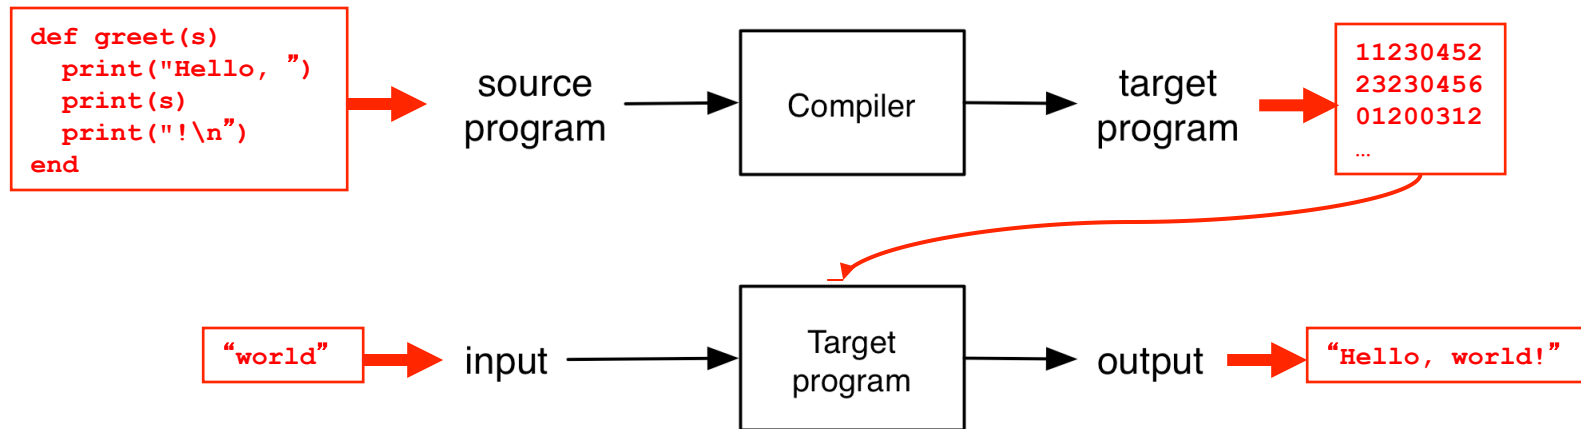 def greet(s)
print("Hello, ”)
print(s)
print("!\n”)
end
source
program
Compiler
target
program
11230452
23230456
01200312
…
“world”
input
Target
program
output
“Hello, world!”